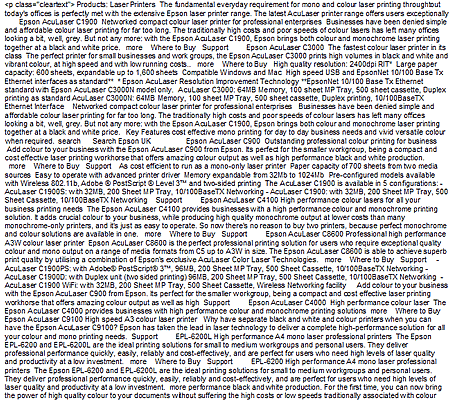 <p class="cleartext"> Products: LaserPrinters  The fundamental everyday requirement for mono and colour laser printing throughtout
today's offices is perfectly met with the extensive Epson laser printer range. The latest AcuLaser printer range offers users exceptionally
Epson AcuLaser C1900  Networked compact colour laser printer for professional enterprises  Businesses have been denied simple
and affordable colour laser printing for far too long. The traditionally high costs and poor speeds of colour lasers has left many offices
looking a bit, well, grey. But not any more: with the Epson AcuLaser C1900, Epson brings both colour and monochrome laser printing
together at a black and white price.  more  Where to Buy  Support  Epson AcuLaser C3000  The fastest colour laser printer in its
class  The perfect printer for small business and work groups, the Epson AcuLaser C3000 prints high volumes in black and white and
vibrant colour, at high speed and with low running costs..  more  Where to Buy  High quality resolution: 2400dpi RIT*  Large paper
capacity: 600 sheets, expandable up to 1,600 sheets  Compatible Windows and Mac  High speed USB and EpsonNet 10/100 Base Tx
Ethernet interfaces as standard**  * Epson AcuLaser Resolution Improvement Technology **EpsonNet 10/100 Base Tx Ethernet
standard with Epson AcuLaser C3000N model only.  AcuLaser C3000: 64MB Memory, 100 sheet MP Tray, 500 sheet cassette, Duplex
printing as standard AcuLaser C3000N: 64MB Memory, 100 sheet MP Tray, 500 sheet cassette, Duplex printing, 10/100BaseTX
Ethernet Interface  Networked compact colour laser printer for professional enterprises  Businesses have been denied simple and
affordable colour laser printing for far too long. The traditionally high costs and poor speeds of colour lasers has left many offices
looking a bit, well, grey. But not any more: with the Epson AcuLaser C1900, Epson brings both colour and monochrome laser printing
together at a black and white price.  Key Features cost effective mono printing for day to day business needs and vivid versatile colour
when required.  search  Search Epson UK  Epson AcuLaser C900  Outstanding professional colour printing for business
Add colour to your business with the Epson AcuLaser C900 from Epson. Its perfect for the smaller workgroup, being a compact and
cost effective laser printing workhorse that offers amazing colour output as well as high performance black and white production.
more  Where to Buy  Support  As cost efficient to run as a mono-only laser printer  Paper capacity of 700 sheets from two media
sources  Easy to operate with advanced printer driver  Memory expandable from 32Mb to 1024Mb  Pre-configured models available
with Wireless 802.11b, Adobe ® PostScript ® Level 3™ and two-sided printing  The AcuLaser C1900 is available in 5 configurations: -
AcuLaser C1900S: with 32MB, 200 Sheet MP Tray, 10/100BaseTX Networking - AcuLaser C1900: with 32MB, 200 Sheet MP Tray, 500
Sheet Cassette, 10/100BaseTX Networking  Support  Epson AcuLaser C4100 High performance colour lasers for all your
business printing needs  The Epson AcuLaser C4100 provides businesses with a high performance colour and monochrome printing
solution.  It adds crucial colour to your business, while producing high quality monochrome output at lower costs than many
monochrome-only printers, and it's just as easy to operate. So now there's no reason to buy two printers, because perfect monochrome
and colour solutions are available in one.  more  Where to Buy  Support  Epson AcuLaser C8600 Professional high performance
A3W colour laser printer  Epson AcuLaser C8600 is the perfect professional printing solution for users who require exceptional quality
colour and mono output on a range of media formats from C5 up to A3W in size. The Epson AcuLaser C8600 is able to achieve superb
print quality by utilising a combination of Epson's exclusive AcuLaser Color Laser Technologies.  more  Where to Buy  Support  -
AcuLaser C1900PS: with Adobe® PostScript® 3™, 96MB, 200 Sheet MP Tray, 500 Sheet Cassette, 10/100BaseTX Networking -
AcuLaser C1900D: with Duplex unit (two sided printing) 96MB, 200 Sheet MP Tray, 500 Sheet Cassette, 10/100BaseTX Networking -
AcuLaser C1900 WiFi: with 32MB, 200 Sheet MP Tray, 500 Sheet Cassette, Wireless Networking facility  Add colour to your business
with the Epson AcuLaser C900 from Epson. Its perfect for the smaller workgroup, being a compact and cost effective laser printing
workhorse that offers amazing colour output as well as high Support  Epson AcuLaser C4000  High performance colour laser  The
Epson AcuLaser C4000 provides businesses with high performance colour and monochrome printing solutions  more  Where to Buy
Epson AcuLaser C9100 High speed A3 colour laser printer  Why have separate black and white and colour printers when you can
have the Epson AcuLaser C9100? Epson has taken the lead in laser technology to deliver a complete high-performance solution for all
your colour and mono printing needs.  Support  EPL-6200L High performance A4 mono laser professional printers  The Epson
EPL-6200 and EPL-6200L, are the ideal printing solutions for small to medium workgroups and personal users. They deliver
professional performance quickly, easily, reliably and cost-effectively, and are perfect for users who need high levels of laser quality
and productivity at a low investment.  more  Where to Buy  Support  EPL-6200 High performance A4 mono laser professional
printers  The Epson EPL-6200 and EPL-6200L are the ideal printing solutions for small to medium workgroups and personal users.
They deliver professional performance quickly, easily, reliably and cost-effectively, and are perfect for users who need high levels of
laser quality and productivity at a low investment.  more performance black and white production. For the first time, you can now bring
the power of high quality colour to your documents without suffering the high costs or low speeds traditionally associated with colour